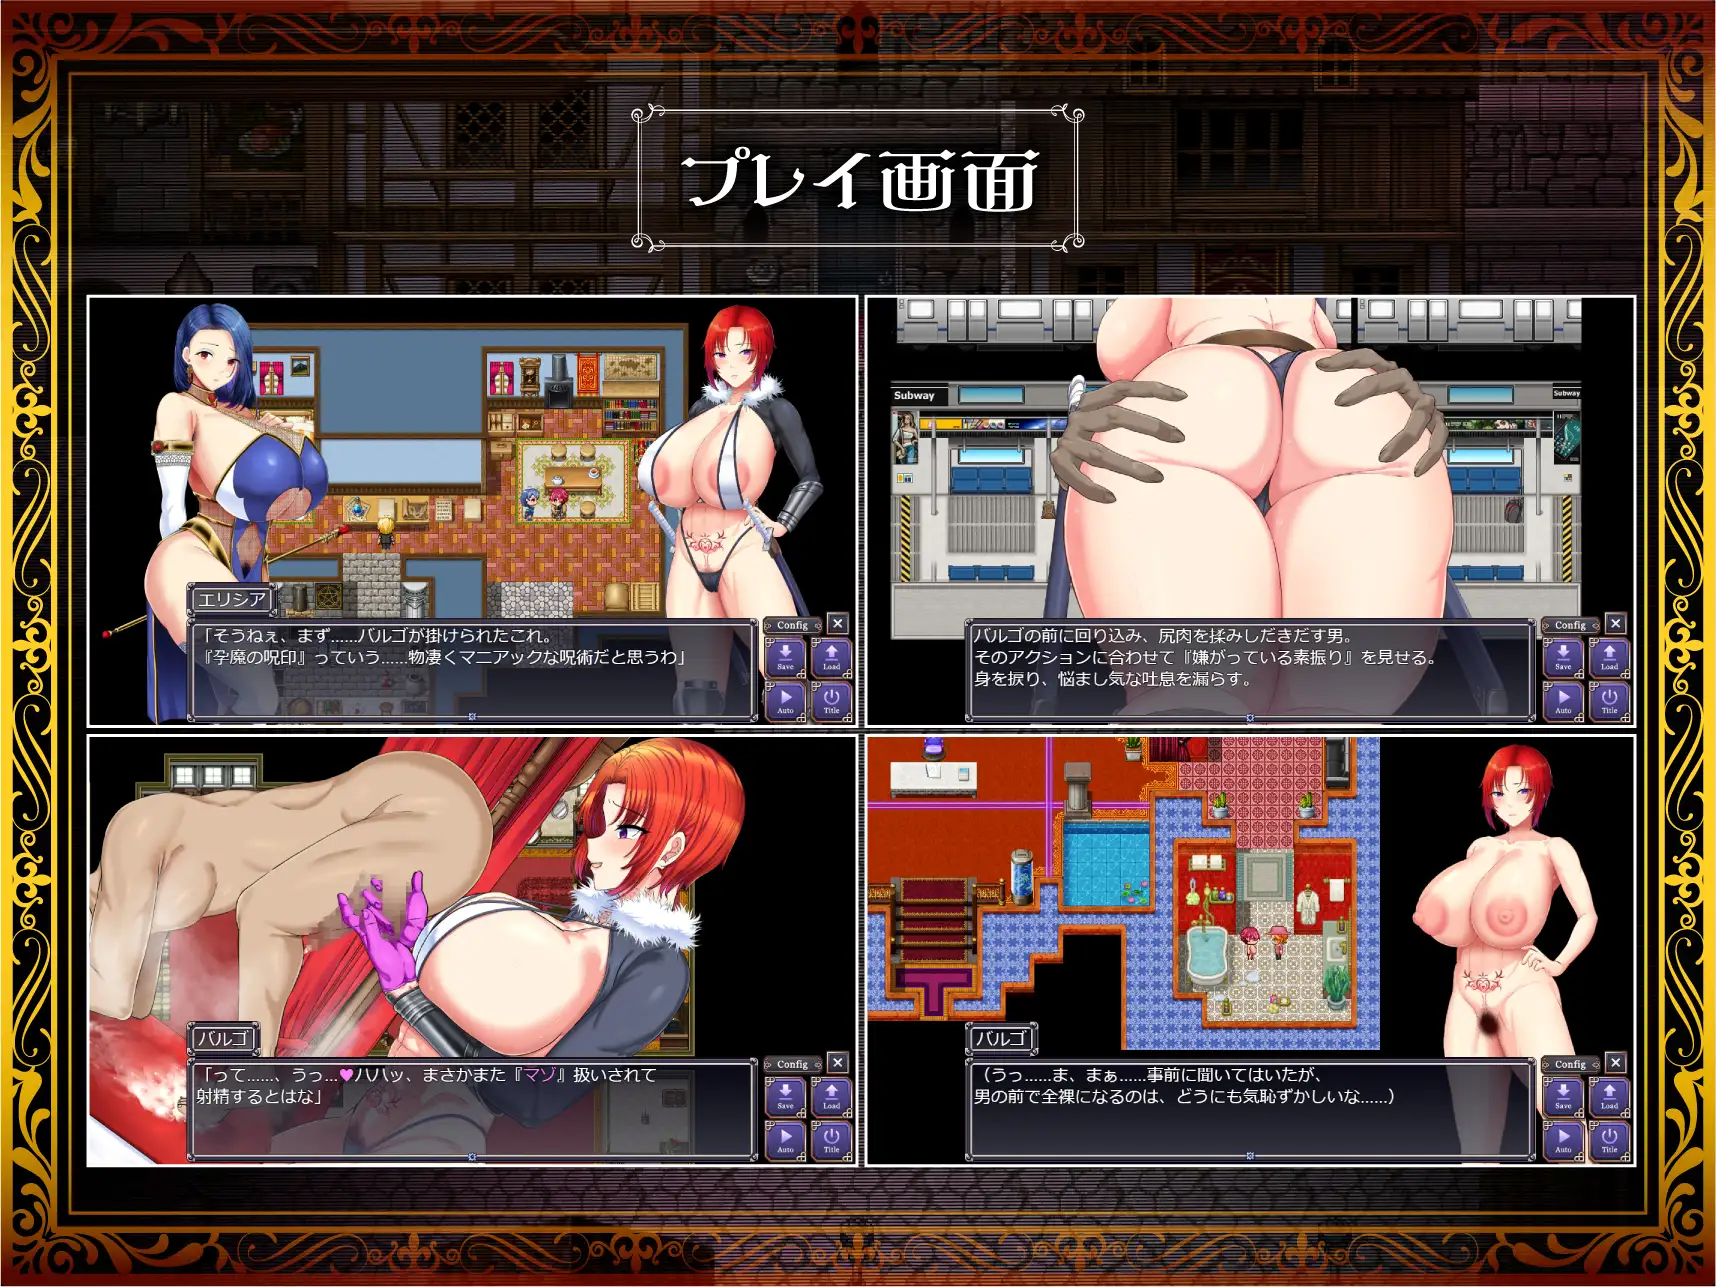 プレイ画面
エリシア
「そうねぇ、まず……バルゴが掛けられたこれ。
『孕魔の呪印』っていう……物凄くマニアックな呪術だと思うわ」
Config
Save
Load
Auto
Title
Subway
Subway
バルゴの前に回り込み、尻肉を揉みしだきだす男。
そのアクションに合わせて『嫌がっている素振り』を見せる。
身を捩り、悩まし気な吐息を漏らす。
Config
Save
Load
Auto
Title
バルゴ
「って……、うっ…♥ハハッ、まさかまた『マゾ』扱いされて
射精するとはな」
Config
Save
Load
Auto
Title
バルゴ
（うっ……ま、まぁ……事前に聞いてはいたが、
男の前で全裸になるのは、どうにも気恥ずかしいな……）
Config
Save
Load
Auto
Title